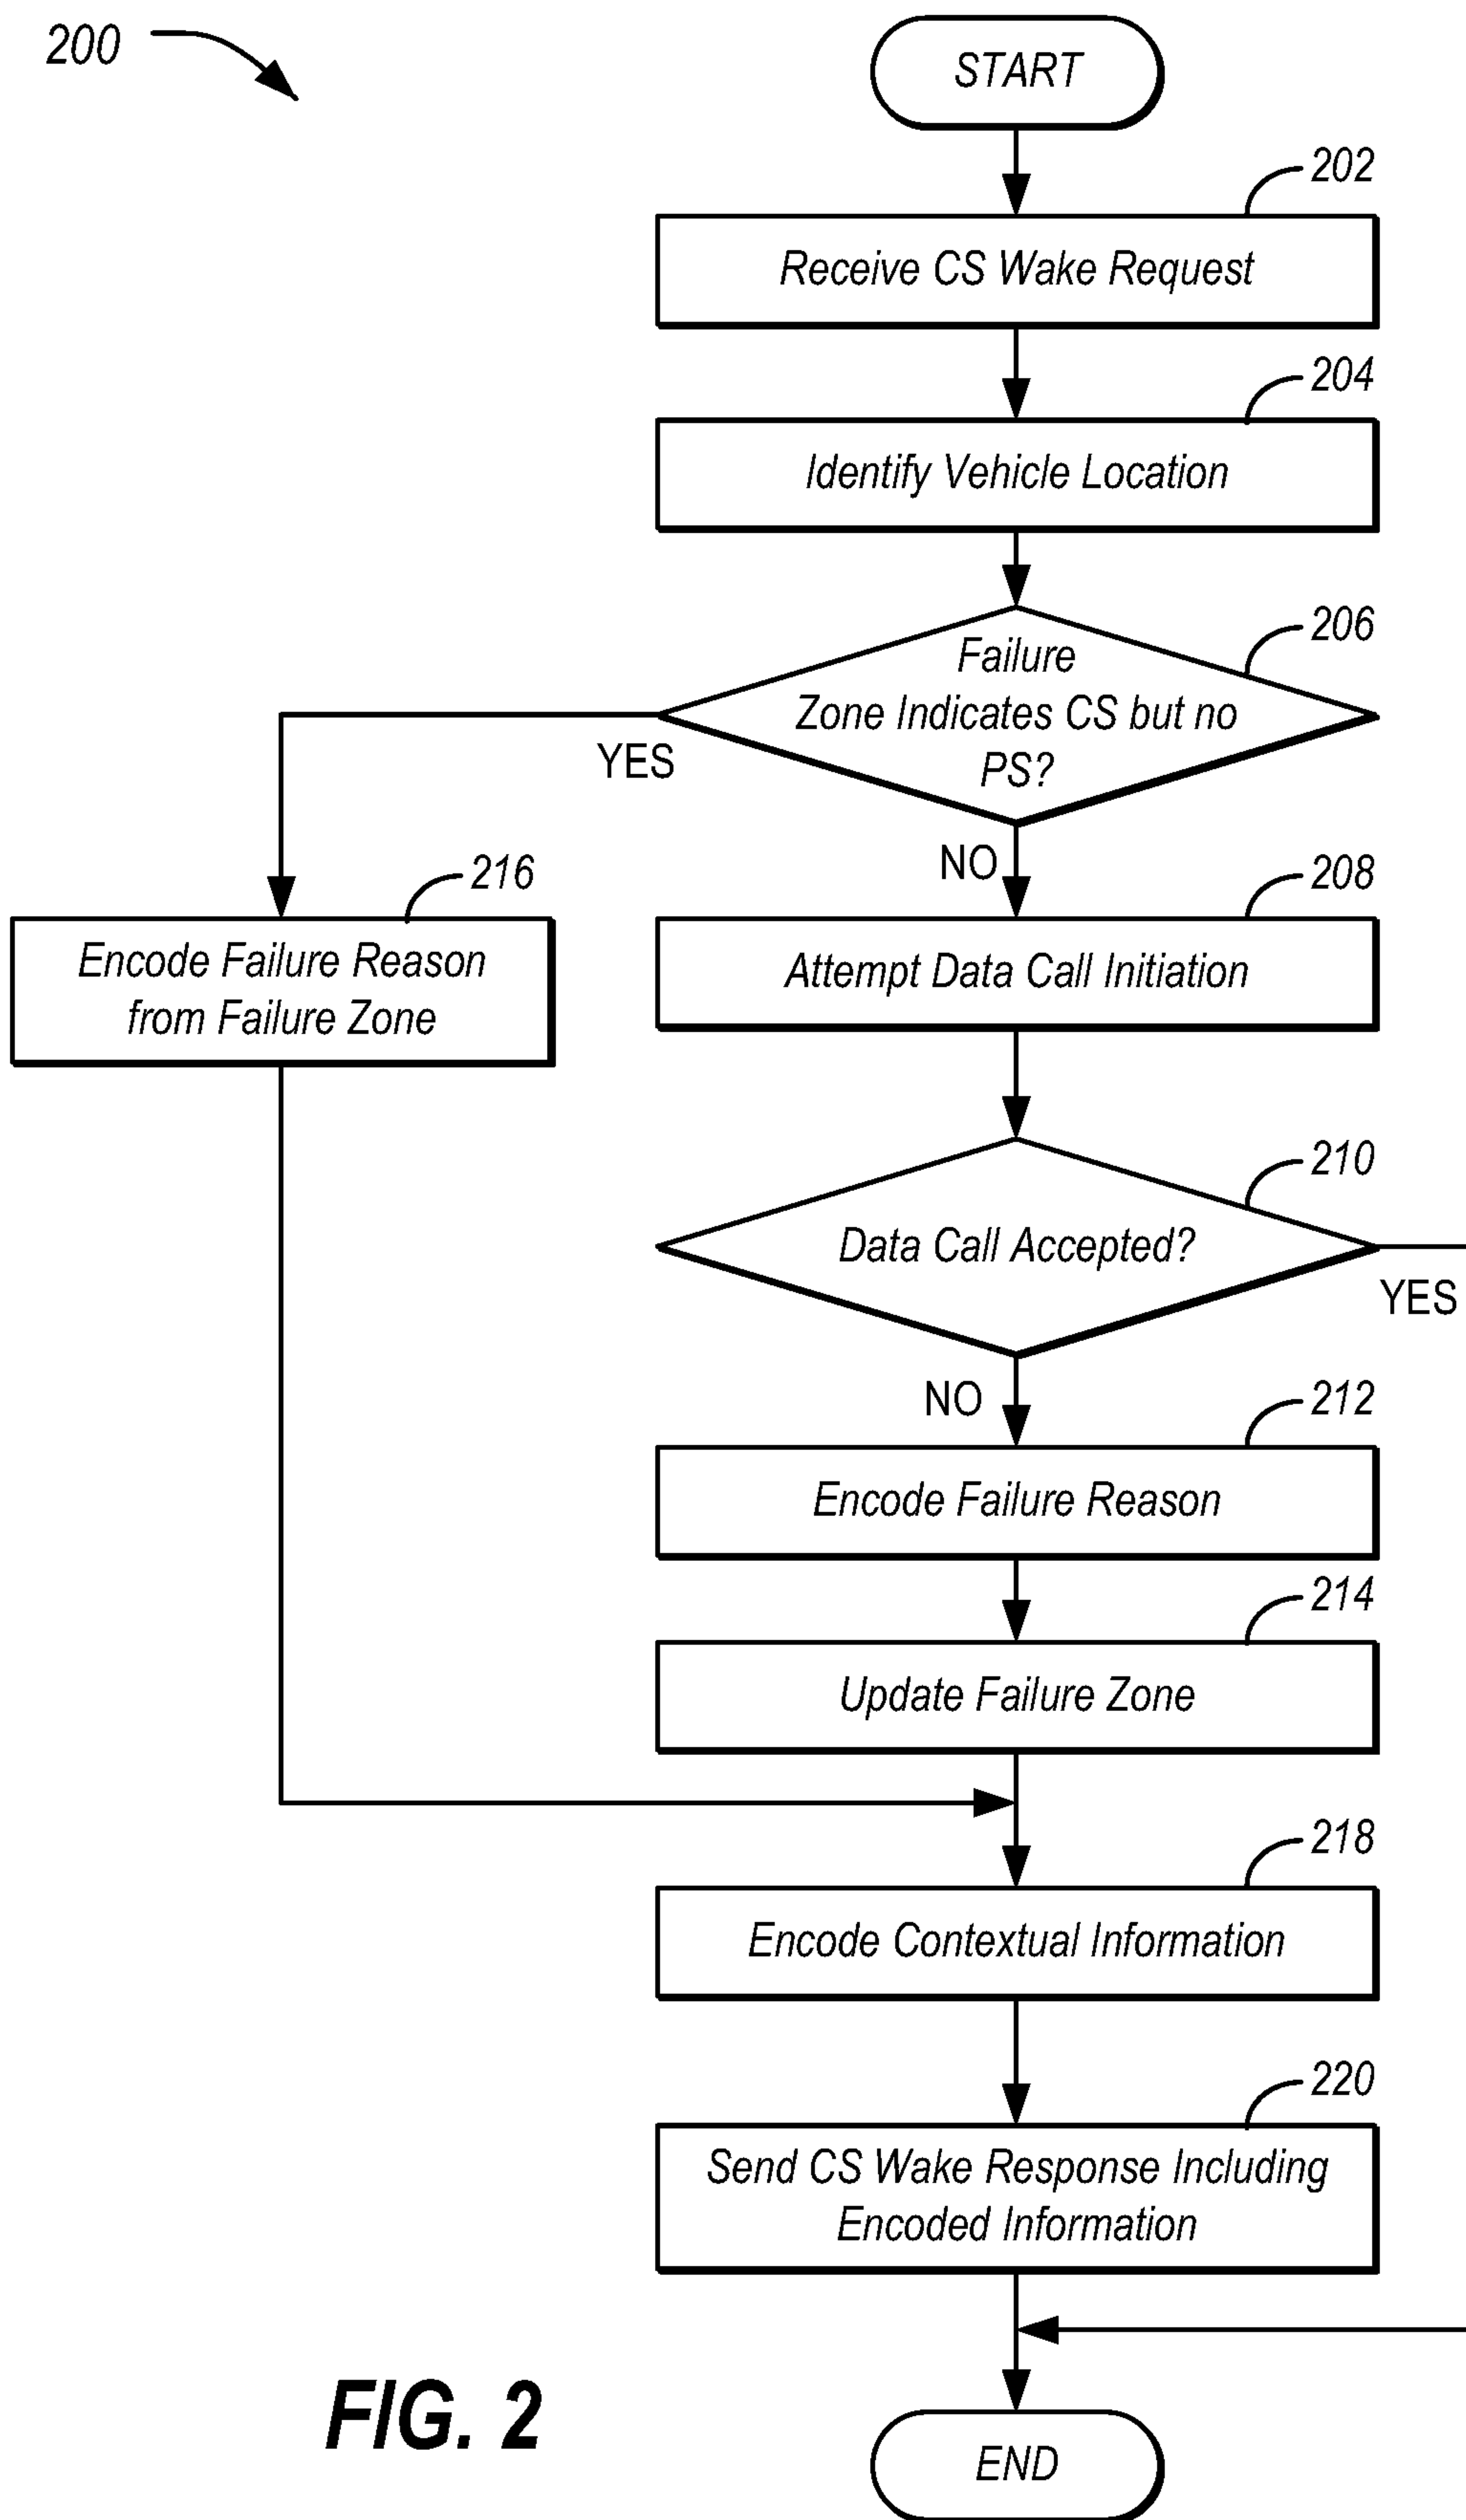 200
START
202
Receive CS Wake Request
204
Identify Vehicle Location
206
Failure
Zone Indicates CS but no
PS?
YES
NO
216
208
Encode Failure Reason
from Failure Zone
Attempt Data Call Initiation
210
Data Call Accepted?
YES
NO
212
Encode Failure Reason
214
Update Failure Zone
218
Encode Contextual Information
220
Send CS Wake Response Including
Encoded Information
FIG. 2
END